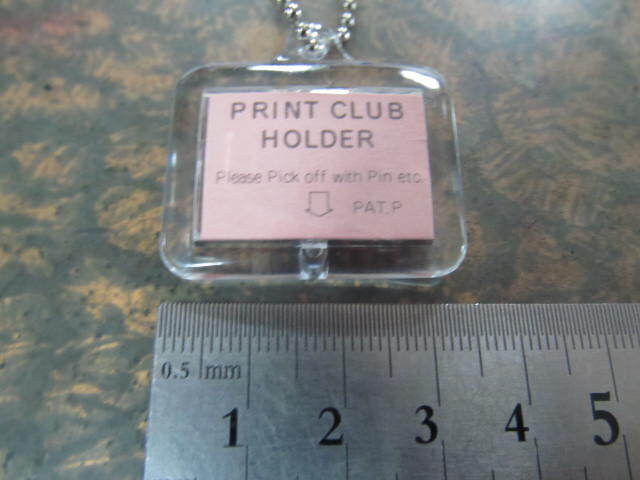 PRINT CLUB
HOLDER
Please Pick off with Pin etc.
PAT.P
0.5 mm
1 2 3 4 5